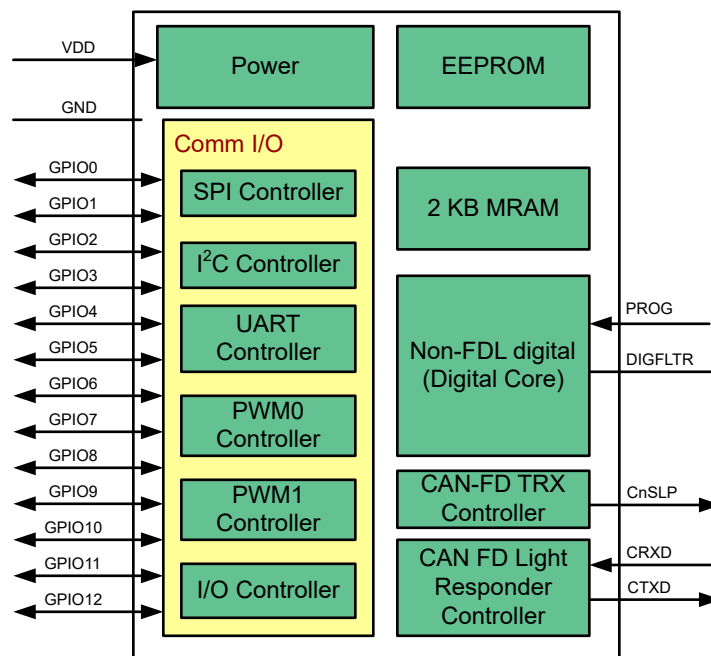 VDD
GND
GPIO0
GPIO1
GPIO2
GPIO3
GPIO4
GPIO5
GPIO6
GPIO7
GPIO8
GPIO9
GPIO10
GPIO11
GPIO12
Power
Comm I/O
SPI Controller
I²C Controller
UART
Controller
PWM0
Controller
PWM1
Controller
I/O Controller
EEPROM
2 KB MRAM
Non-FDL digital
(Digital Core)
CAN-FD TRX
Controller
CAN FD Light
Responder
Controller
PROG
DIGFLTR
CnSLP
CRXD
CTXD